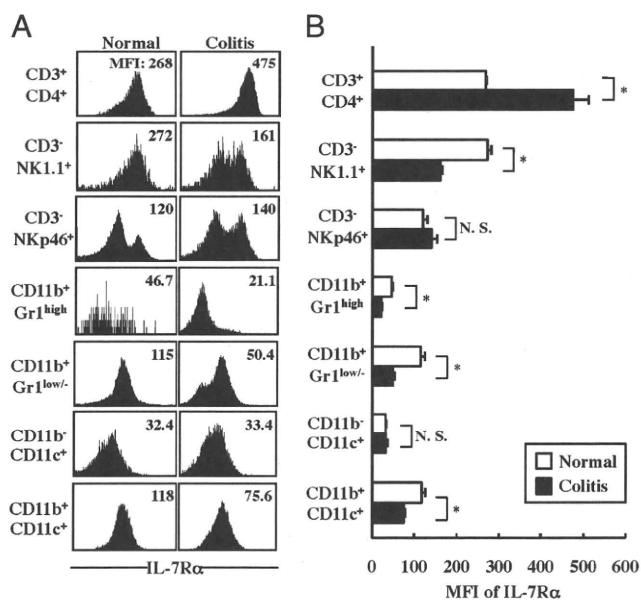 A
Normal Colitis
CD3+
CD4+
MFI: 268
475
CD3-
NK1.1+
272
161
CD3-
NKp46+
120
140
CD11b+
Gr1high
46.7
21.1
CD11b+
Gr1low/-
115
50.4
CD11b-
CD11c+
32.4
33.4
CD11b+
CD11c+
118
75.6
IL-7Rα
B
CD3+
CD4+
*
CD3-
NK1.1+
*
CD3-
NKp46+
N. S.
CD11b+
Gr1high
*
CD11b+
Gr1low/-
*
CD11b-
CD11c+
N. S.
CD11b+
CD11c+
*
Normal
Colitis
0 100 200 300 400 500 600
MFI of IL-7Rα